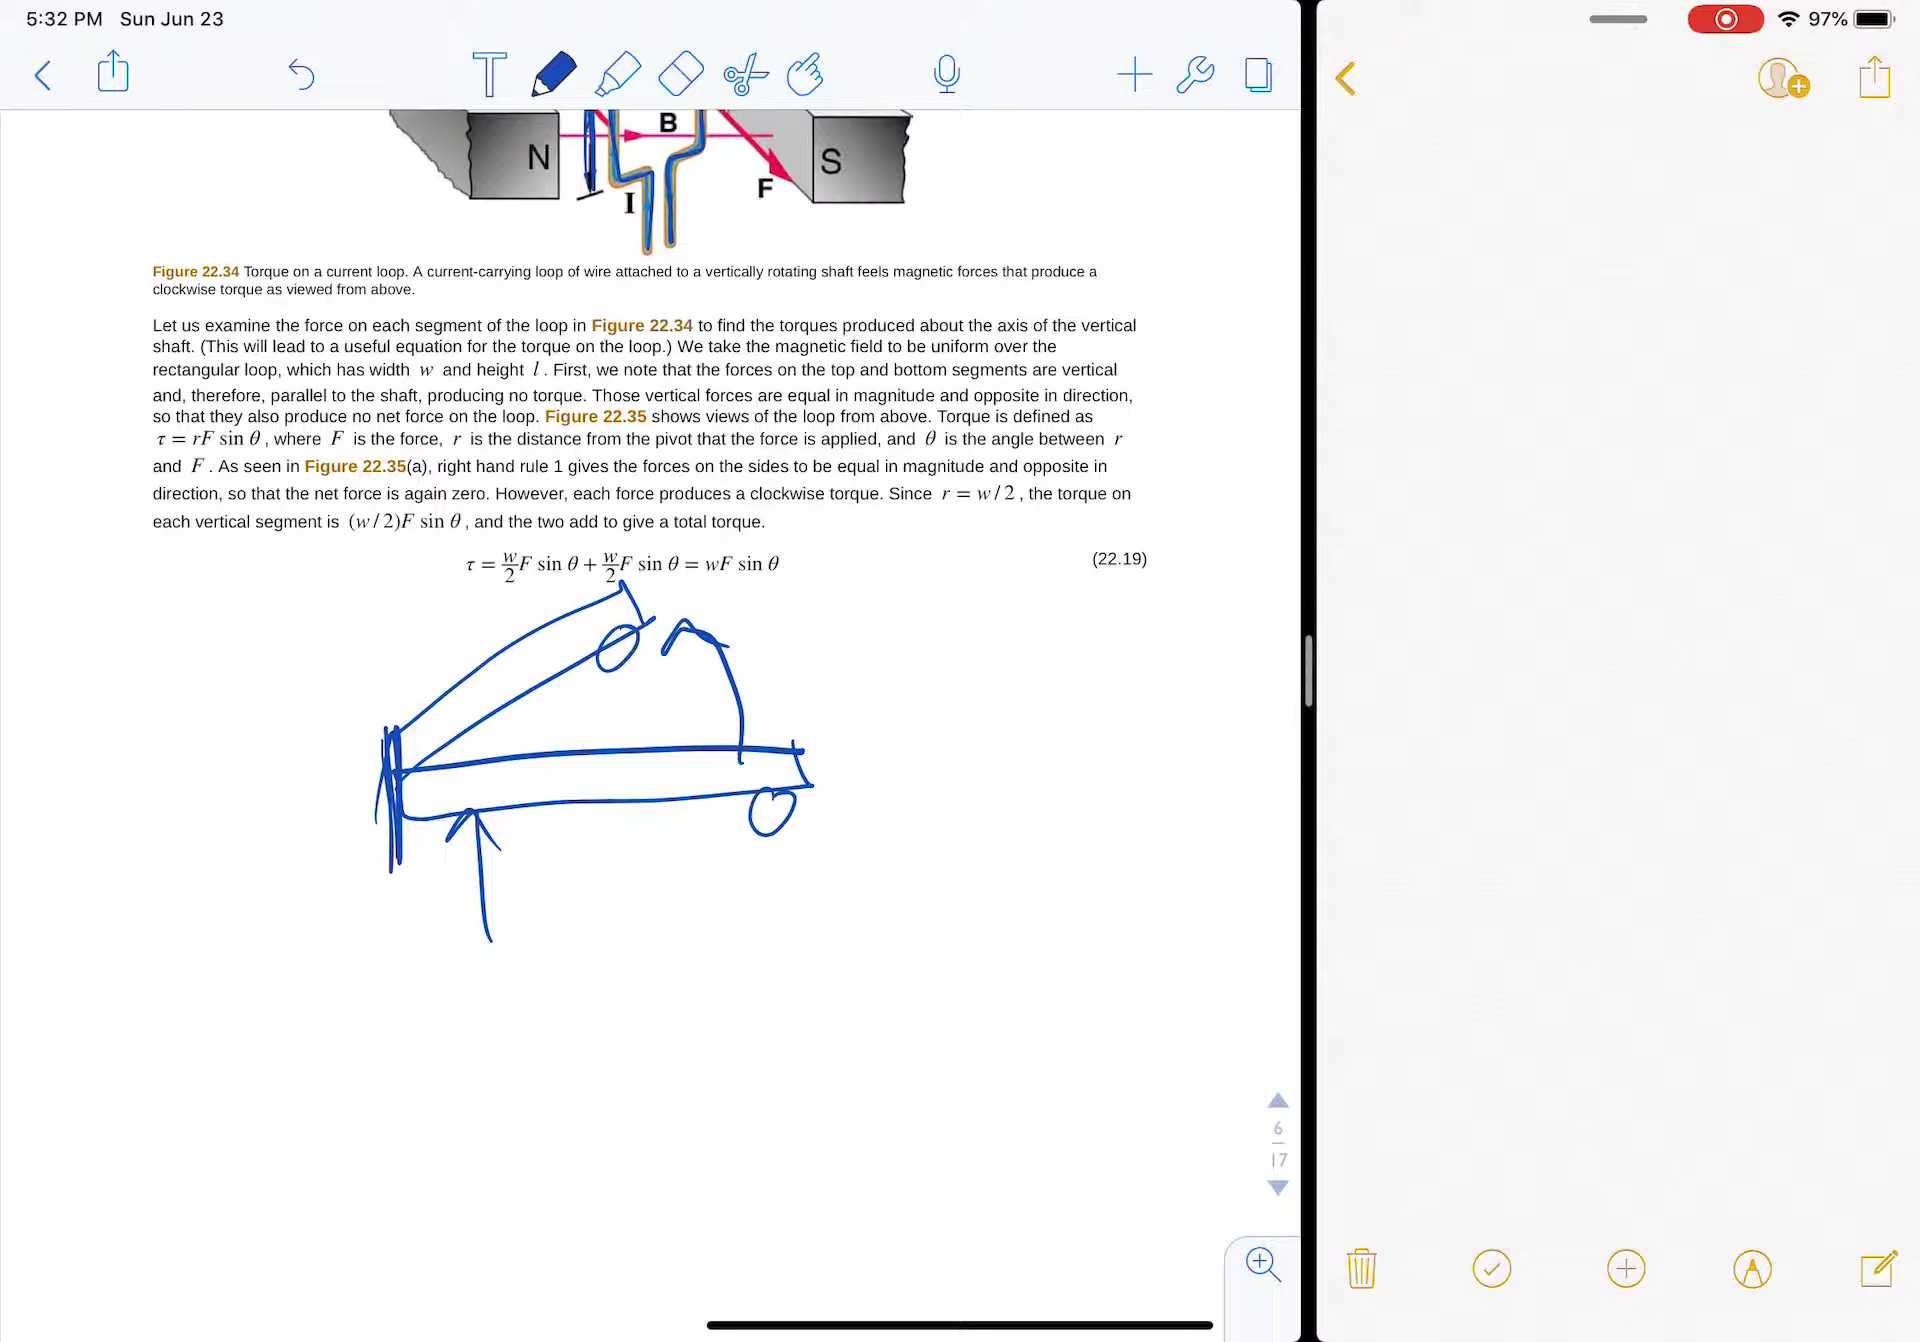 5:32 PM Sun Jun 23
97%
T
B
N
S
F
I
Figure 22.34 Torque on a current loop. A current-carrying loop of wire attached to a vertically rotating shaft feels magnetic forces that produce a
clockwise torque as viewed from above.
Let us examine the force on each segment of the loop in Figure 22.34 to find the torques produced about the axis of the vertical
shaft. (This will lead to a useful equation for the torque on the loop.) We take the magnetic field to be uniform over the
rectangular loop, which has width w and height l . First, we note that the forces on the top and bottom segments are vertical
and, therefore, parallel to the shaft, producing no torque. Those vertical forces are equal in magnitude and opposite in direction,
so that they also produce no net force on the loop. Figure 22.35 shows views of the loop from above. Torque is defined as
τ = rF sin θ , where F is the force, r is the distance from the pivot that the force is applied, and θ is the angle between r
and F . As seen in Figure 22.35(a), right hand rule 1 gives the forces on the sides to be equal in magnitude and opposite in
direction, so that the net force is again zero. However, each force produces a clockwise torque. Since r = w / 2 , the torque on
each vertical segment is (w / 2)F sin θ , and the two add to give a total torque.
τ = w/2 F sin θ + w/2 F sin θ = wF sin θ (22.19)
6
17